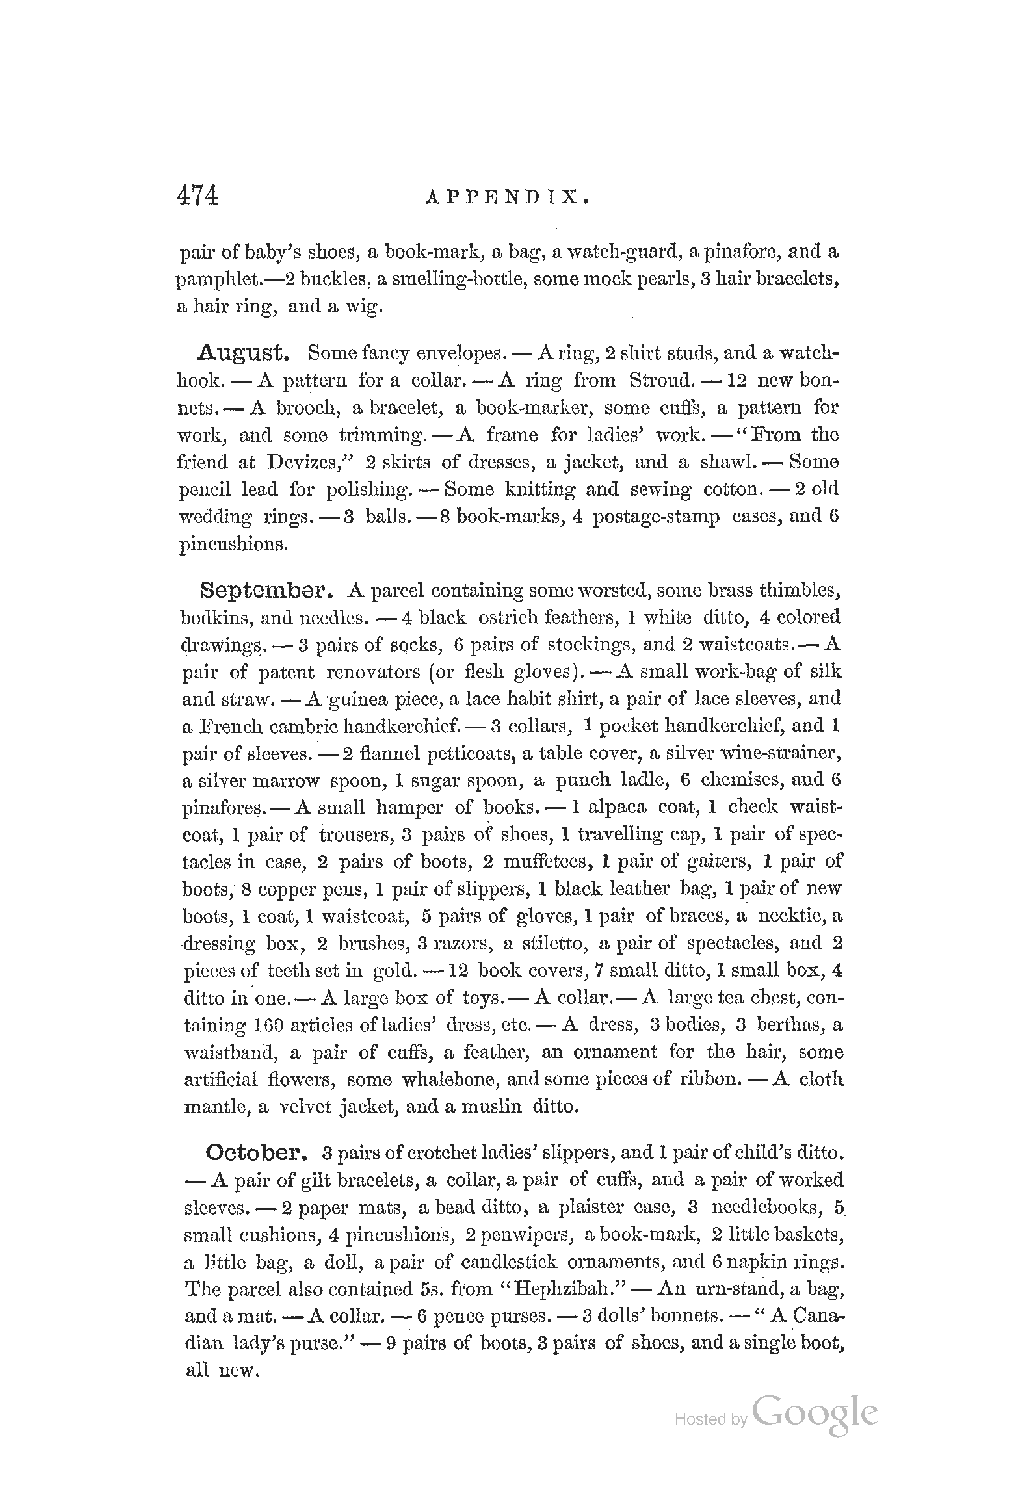 474 APPENDIX.
pair of baby's shoes, a book-mark, a bag, a watch-guard, a pinafore, and a
pamphlet.—2 buckles, a smelling-bottle, some mock pearls, 3 hair bracelets,
a hair ring, and a wig.
August. Some fancy envelopes. — A ring, 2 shirt studs, and a watch-
hook. — A pattern for a collar. — A ring from Stroud. — 12 new bon-
nets. — A brooch, a bracelet, a book-marker, some cuffs, a pattern for
work, and some trimming. — A frame for ladies' work. — "From the
friend at Devizes," 2 skirts of dresses, a jacket, and a shawl. — Some
pencil lead for polishing. — Some knitting and sewing cotton. — 2 old
wedding rings. — 3 balls. — 8 book-marks, 4 postage-stamp cases, and 6
pincushions.
September. A parcel containing some worsted, some brass thimbles,
bodkins, and needles. — 4 black ostrich feathers, 1 white ditto, 4 colored
drawings. — 3 pairs of socks, 6 pairs of stockings, and 2 waistcoats. — A
pair of patent renovators (or flesh gloves). — A small work-bag of silk
and straw. — A guinea piece, a lace habit shirt, a pair of lace sleeves, and
a French cambric handkerchief. — 3 collars, 1 pocket handkerchief, and 1
pair of sleeves. — 2 flannel petticoats, a table cover, a silver wine-strainer,
a silver marrow spoon, 1 sugar spoon, a punch ladle, 6 chemises, and 6
pinafores. — A small hamper of books. — 1 alpaca coat, 1 check waist-
coat, 1 pair of trousers, 3 pairs of shoes, 1 travelling cap, 1 pair of spec-
tacles in case, 2 pairs of boots, 2 muffetees, 1 pair of gaiters, 1 pair of
boots, 8 copper pens, 1 pair of slippers, 1 black leather bag, 1 pair of new
boots, 1 coat, 1 waistcoat, 5 pairs of gloves, 1 pair of braces, a necktie, a
dressing box, 2 brushes, 3 razors, a stiletto, a pair of spectacles, and 2
pieces of teeth set in gold. — 12 book covers, 7 small ditto, 1 small box, 4
ditto in one. — A large box of toys. — A collar. — A large tea chest, con-
taining 160 articles of ladies' dress, etc. — A dress, 3 bodies, 3 berthas, a
waistband, a pair of cuffs, a feather, an ornament for the hair, some
artificial flowers, some whalebone, and some pieces of ribbon. — A cloth
mantle, a velvet jacket, and a muslin ditto.
October. 3 pairs of crotchet ladies' slippers, and 1 pair of child's ditto.
— A pair of gilt bracelets, a collar, a pair of cuffs, and a pair of worked
sleeves. — 2 paper mats, a bead ditto, a plaister case, 3 needlebooks, 5
small cushions, 4 pincushions, 2 penwipers, a book-mark, 2 little baskets,
a little bag, a doll, a pair of candlestick ornaments, and 6 napkin rings.
The parcel also contained 5s. from "Hephzibah." — An urn-stand, a bag,
and a mat. — A collar. — 6 pence purses. — 3 dolls' bonnets. — "A Cana-
dian lady's purse." — 9 pairs of boots, 3 pairs of shoes, and a single boot,
all new.
Hosted by Google